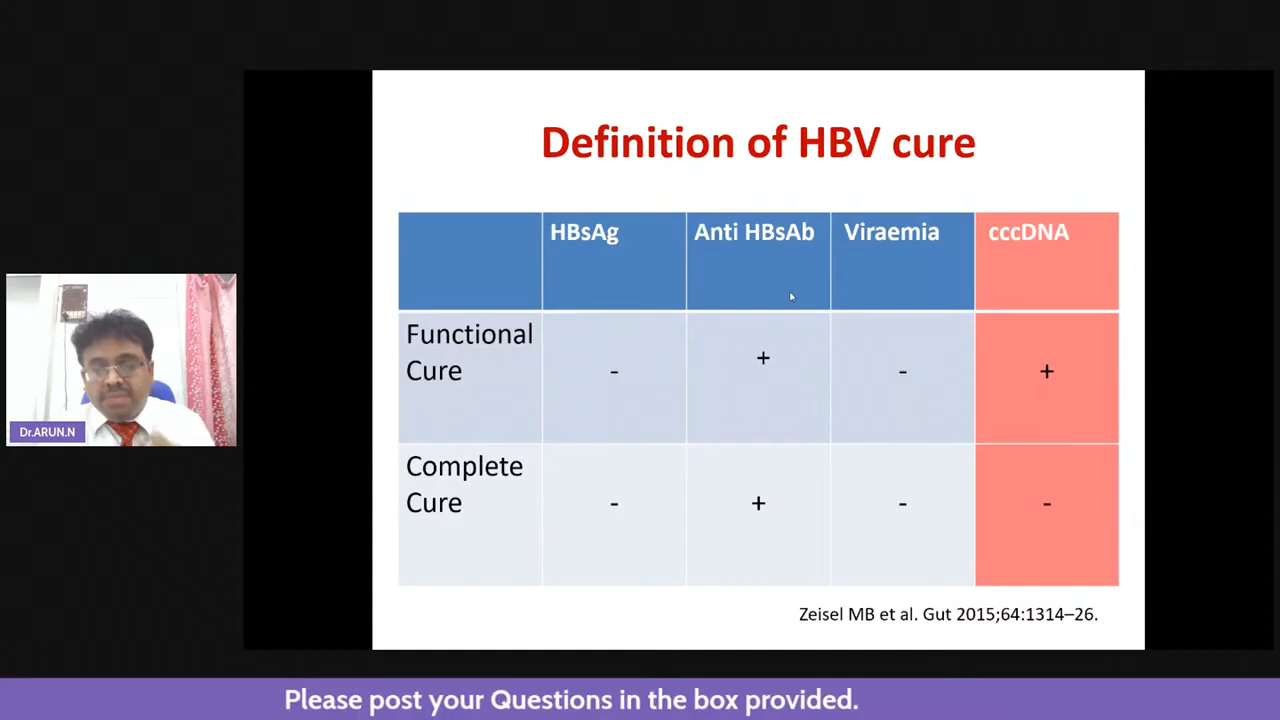 Definition of HBV cure
HBsAg Anti HBsAb Viraemia cccDNA
Functional
Cure - + - +
Complete
Cure - + - -
Zeisel MB et al. Gut 2015;64:1314–26.
Dr.ARUN.N
Please post your Questions in the box provided.